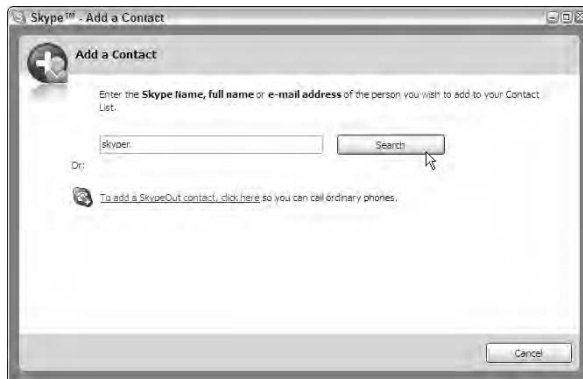 Skype™ - Add a Contact
Add a Contact
Enter the Skype Name, full name or e-mail address of the person you wish to add to your Contact
List.
skyper
Search
Or:
To add a SkypeOut contact, click here so you can call ordinary phones.
Cancel